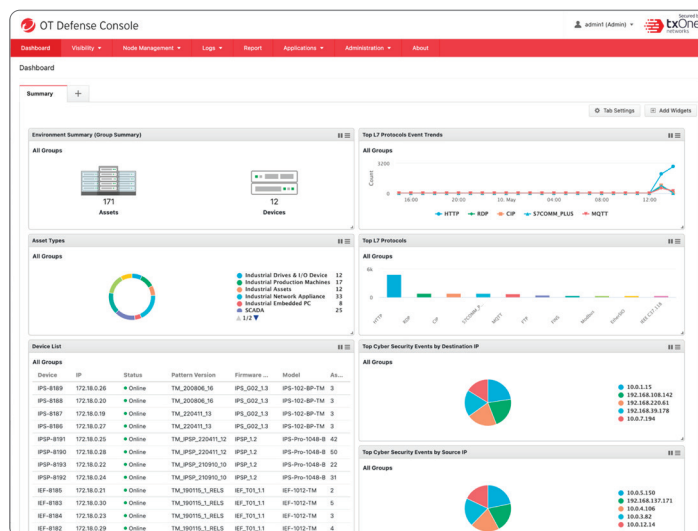 OT Defense Console
admin1 (Admin)
Secured b
txOne
networks
Dashboard Visibility Node Management Logs Report Applications Administration About
Dashboard
Summary +
Tab Settings Add Widgets
Environment Summary (Group Summary)
All Groups
171
Assets
12
Devices
Top L7 Protocols Event Trends
All Groups
1200
Count
0
16:00 20:00 10. May 04:00 08:00 12:00
HTTP RDP CIP S7COMM_PLUS MQTT
Asset Types
All Groups
Industrial Drives & I/O Device 12
Industrial Production Machines 17
Industrial Assets 12
Industrial Network Appliance 33
Industrial Embedded PC 8
SCADA 25
1/2
Top L7 Protocols
All Groups
6k
0
HTTP RDP CIP S7COMM_P... MQTT FTP Modbus IEEE C37.118
Device List
All Groups
Device IP Status Pattern Version Firmware ... Model As...
IPS-8189 172.18.0.26 Online TM_200806_16 IPS_G02_1.3 IPS-102-BP-TM 3
IPS-8188 172.18.0.20 Online TM_200806_16 IPS_G02_1.3 IPS-102-BP-TM 3
IPS-8187 172.18.0.19 Online TM_220411_13 IPS_G02_1.3 IPS-102-BP-TM 3
IPS-8186 172.18.0.27 Online TM_220411_13 IPS_G02_1.3 IPS-102-BP-TM 3
IPSP-8191 172.18.0.25 Online TM_IPSP_220411_12 IPSP_1.2 IPS-Pro-1048-B 42
IPSP-8190 172.18.0.28 Online TM_IPSP_220411_12 IPSP_1.2 IPS-Pro-1048-B 50
IPSP-8193 172.18.0.22 Online TM_IPSP_210910_10 IPSP_1.2 IPS-Pro-1048-B 22
IPSP-8192 172.18.0.24 Online TM_IPSP_210910_10 IPSP_1.2 IPS-Pro-1048-B 31
IEF-8185 172.18.0.21 Online TM_190115_1_RELS IEF_T01_1.1 IEF-1012-TM 2
IEF-8183 172.18.0.30 Online TM_190115_1_RELS IEF_T01_1.1 IEF-1012-TM 5
IEF-8184 172.18.0.23 Online TM_190115_1_RELS IEF_T01_1.1 IEF-1012-TM 3
IEF-8182 172.18.0.29 Online TM_190115_1_RELS IEF_T01_1.1 IEF-1012-TM 4
Top Cyber Security Events by Destination IP
All Groups
10.0.1.15
192.168.108.142
192.168.220.61
192.168.39.178
10.0.7.194
Top Cyber Security Events by Source IP
All Groups
10.0.5.150
192.168.137.171
10.0.4.106
10.0.3.82
10.0.12.14